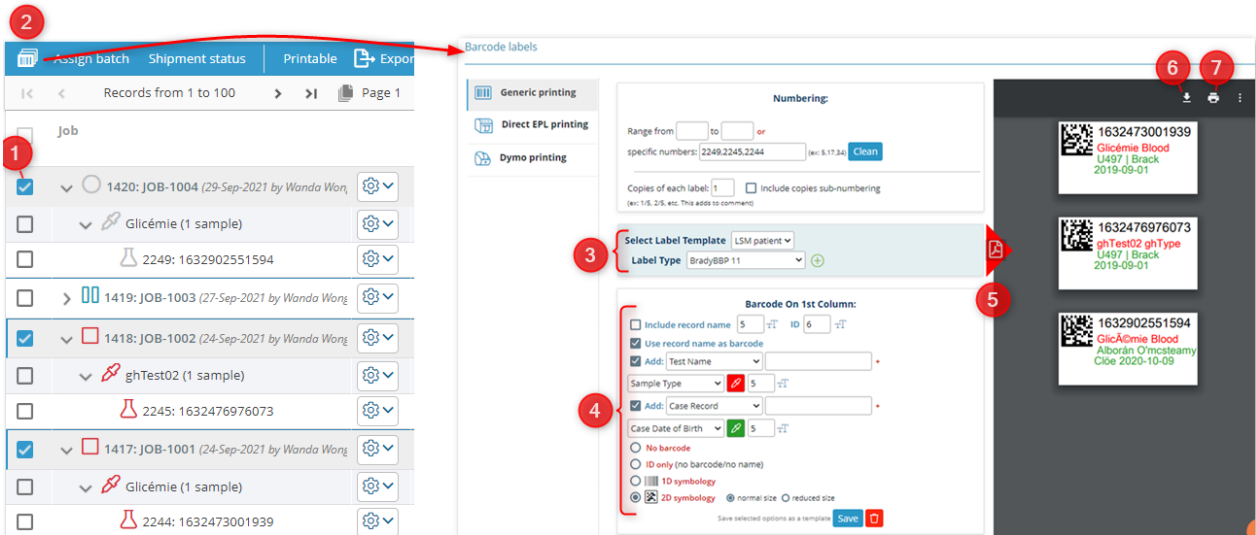 2
Assign batch Shipment status Printable Expor
Records from 1 to 100 Page 1
Job
1
1420: JOB-1004 (29-Sep-2021 by Wanda Wong,
Glicémie (1 sample)
2249: 1632902551594
1419: JOB-1003 (27-Sep-2021 by Wanda Wong
1418: JOB-1002 (24-Sep-2021 by Wanda Wong
ghTest02 (1 sample)
2245: 1632476976073
1417: JOB-1001 (24-Sep-2021 by Wanda Wong
Glicémie (1 sample)
2244: 1632473001939
Barcode labels
Generic printing
Direct EPL printing
Dymo printing
Numbering:
Range from to or
specific numbers: 2249,2245,2244 (ex: 5,17,34) Clean
Copies of each label: 1 Include copies sub-numbering
(ex: 1/5, 2/5, etc. This adds to comment)
3
Select Label Template LSM patient
Label Type BradyBBP 11
5
Barcode On 1st Column:
4
Include record name 5 TT ID 6 TT
Use record name as barcode
Add: Test Name *
Sample Type 5 TT
Add: Case Record *
Case Date of Birth 5 TT
No barcode
ID only (no barcode/no name)
1D symbology
2D symbology normal size reduced size
Save selected options as a template Save
6 7
1632473001939
Glicémie Blood
U497 | Brack
2019-09-01
1632476976073
ghTest02 ghType
U497 | Brack
2019-09-01
1632902551594
GlicÃ©mie Blood
Alborán O'mcsteamy
Clöe 2020-10-09